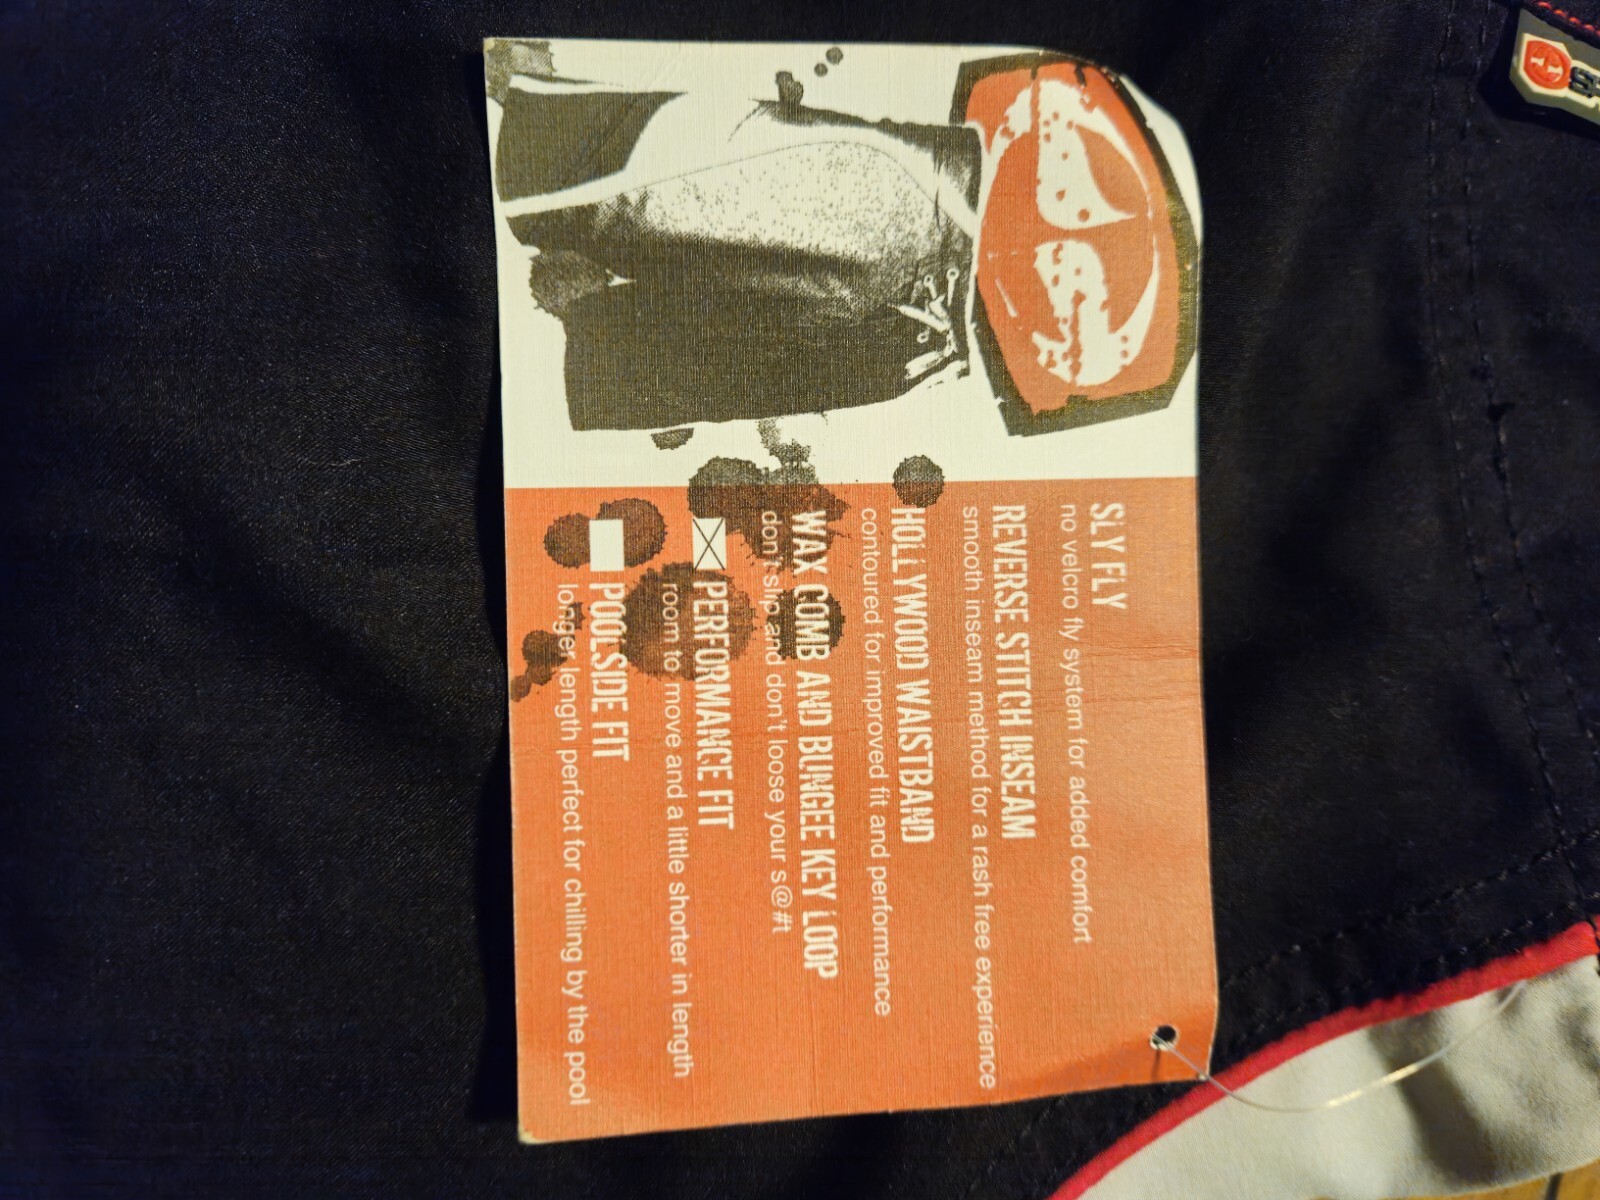 SLY FLY
no velcro fly system for added comfort
REVERSE STITCH INSEAM
smooth inseam method for a rash free experience
HOLLYWOOD WAISTBAND
contoured for improved fit and performance
WAX COMB AND BUNGEE KEY LOOP
don't slip and don't loose your s@#t
PERFORMANCE FIT
room to move and a little shorter in length
POOLSIDE FIT
longer length perfect for chilling by the pool